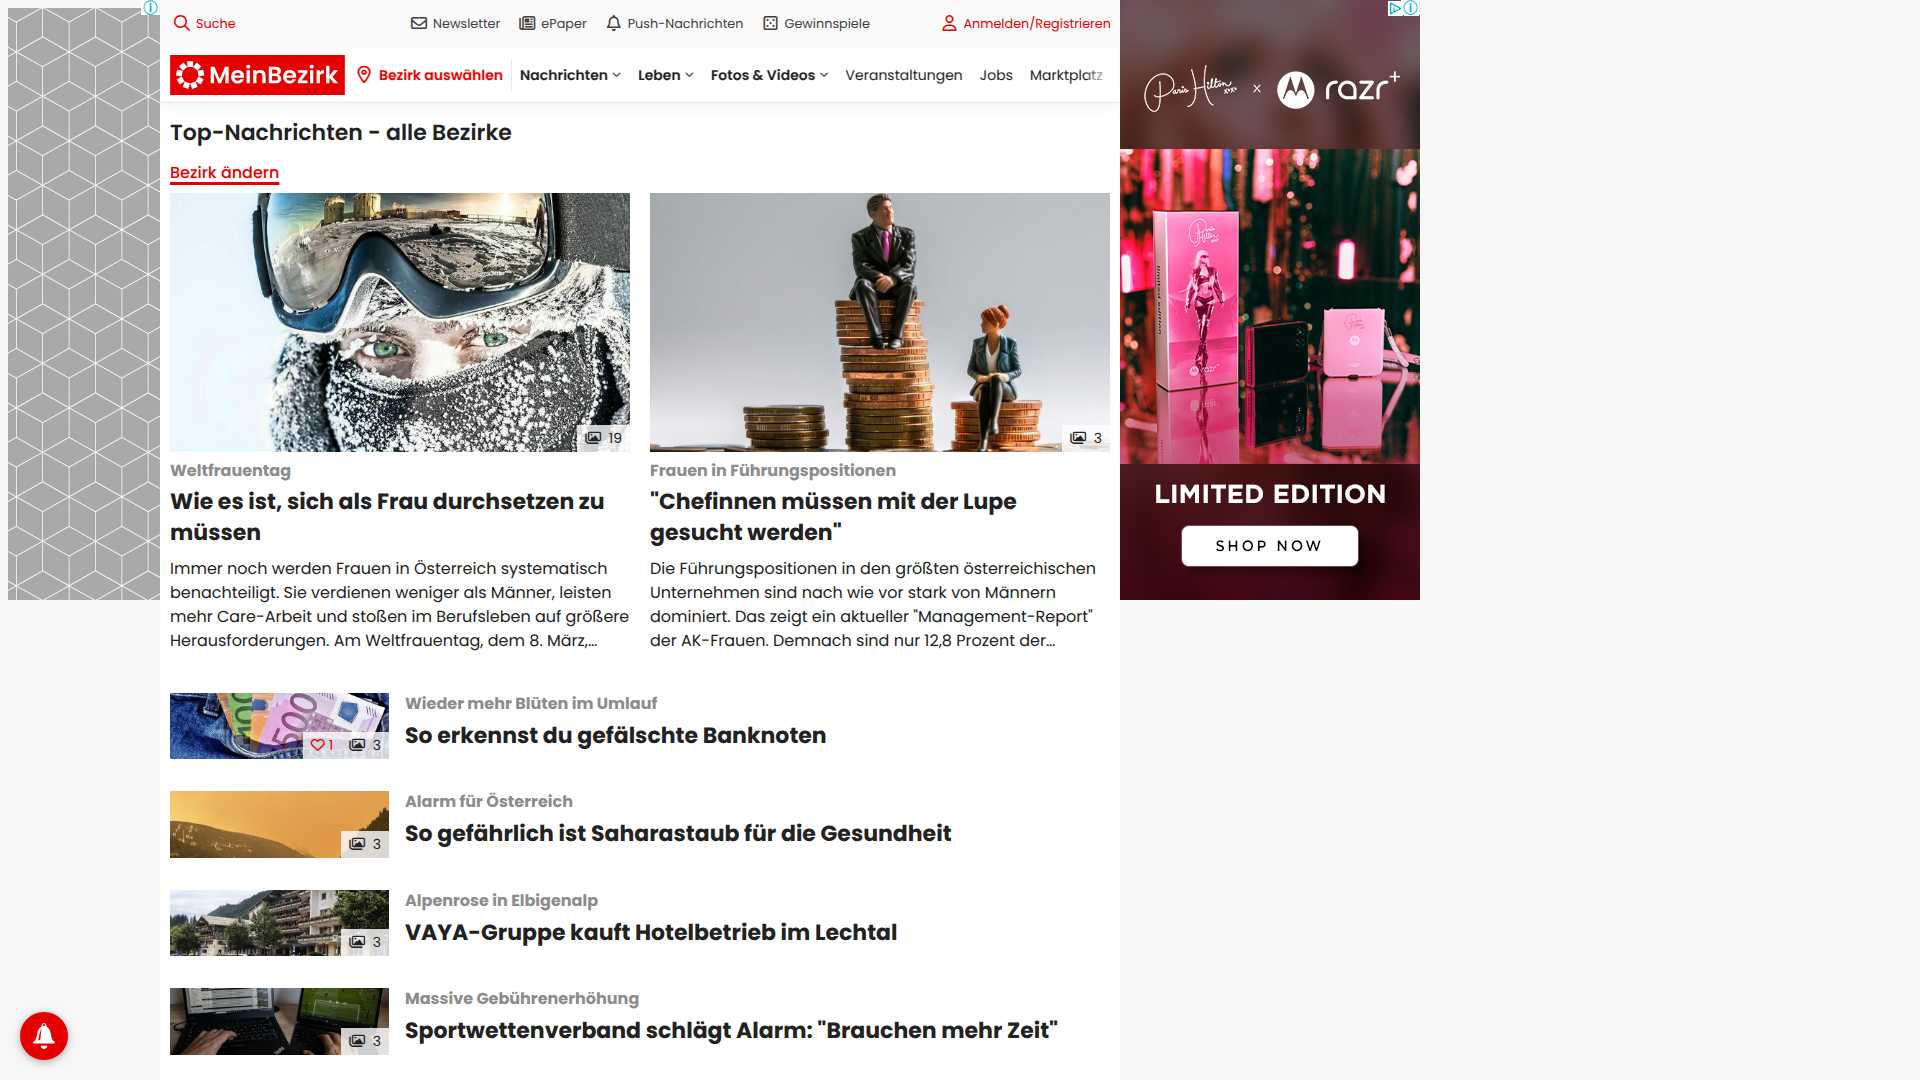 Suche
Newsletter
ePaper
Push-Nachrichten
Gewinnspiele
Anmelden/Registrieren
MeinBezirk
Bezirk auswählen
Nachrichten
Leben
Fotos & Videos
Veranstaltungen
Jobs
Marktplatz
Top-Nachrichten - alle Bezirke
Bezirk ändern
19
Weltfrauentag
Wie es ist, sich als Frau durchsetzen zu
müssen
Immer noch werden Frauen in Österreich systematisch
benachteiligt. Sie verdienen weniger als Männer, leisten
mehr Care-Arbeit und stoßen im Berufsleben auf größere
Herausforderungen. Am Weltfrauentag, dem 8. März,...
3
Frauen in Führungspositionen
"Chefinnen müssen mit der Lupe
gesucht werden"
Die Führungspositionen in den größten österreichischen
Unternehmen sind nach wie vor stark von Männern
dominiert. Das zeigt ein aktueller "Management-Report"
der AK-Frauen. Demnach sind nur 12,8 Prozent der...
1
3
Wieder mehr Blüten im Umlauf
So erkennst du gefälschte Banknoten
3
Alarm für Österreich
So gefährlich ist Saharastaub für die Gesundheit
3
Alpenrose in Elbigenalp
VAYA-Gruppe kauft Hotelbetrieb im Lechtal
3
Massive Gebührenerhöhung
Sportwettenverband schlägt Alarm: "Brauchen mehr Zeit"
Paris Hilton x razr+
LIMITED EDITION
SHOP NOW